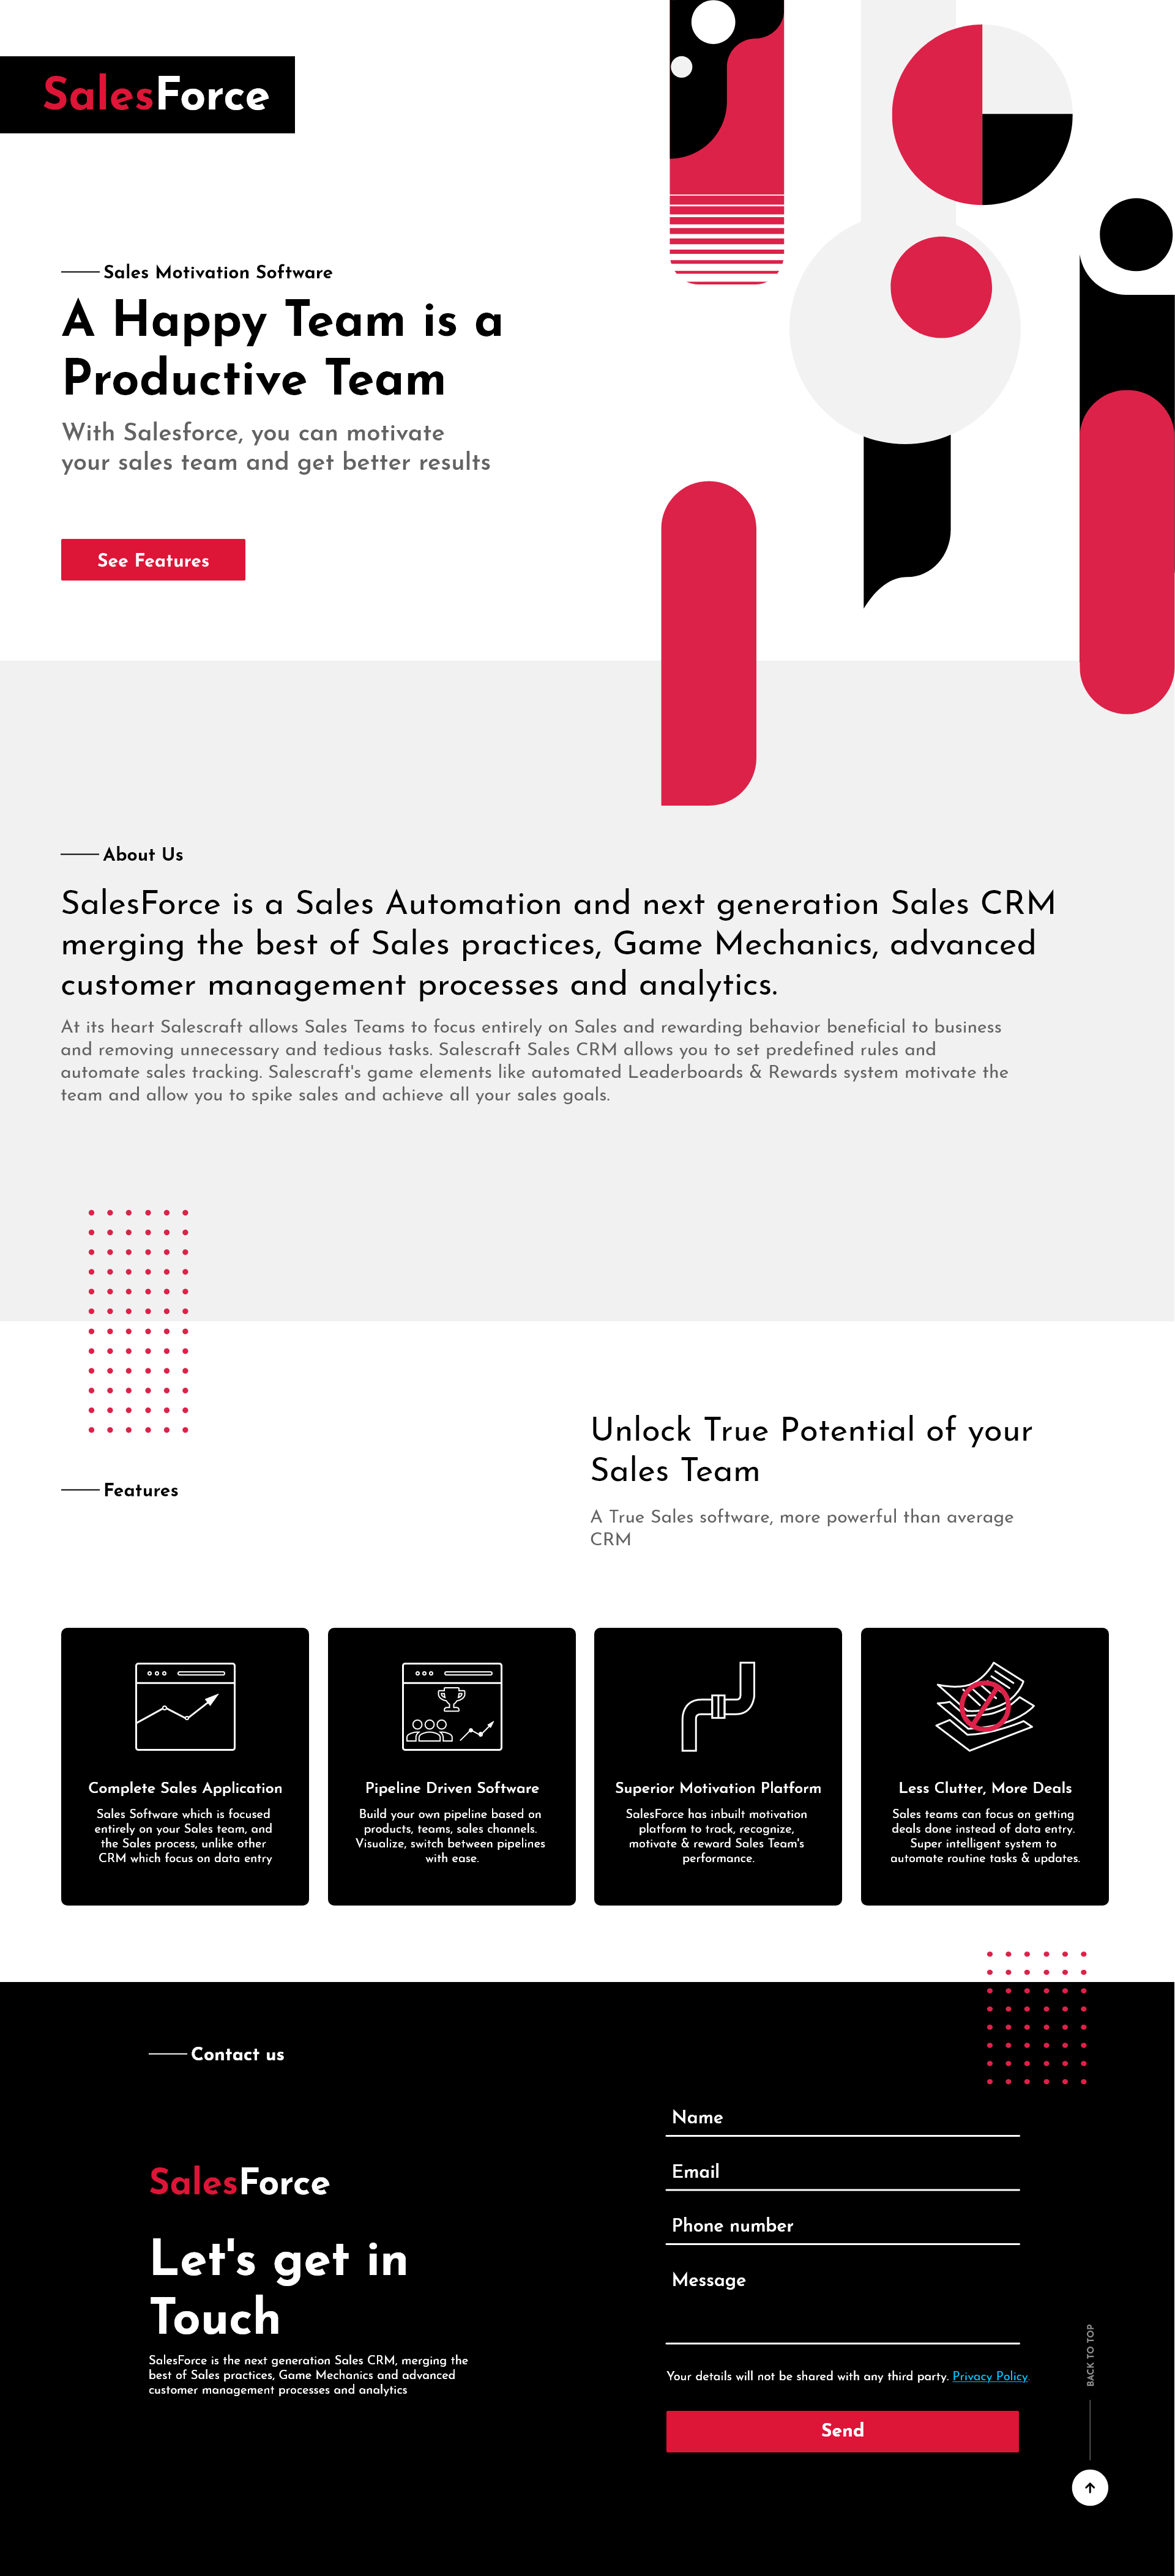 SalesForce
Sales Motivation Software
A Happy Team is a
Productive Team
With Salesforce, you can motivate
your sales team and get better results
See Features
About Us
SalesForce is a Sales Automation and next generation Sales CRM
merging the best of Sales practices, Game Mechanics, advanced
customer management processes and analytics.
At its heart Salescraft allows Sales Teams to focus entirely on Sales and rewarding behavior beneficial to business
and removing unnecessary and tedious tasks. Salescraft Sales CRM allows you to set predefined rules and
automate sales tracking. Salescraft's game elements like automated Leaderboards & Rewards system motivate the
team and allow you to spike sales and achieve all your sales goals.
Unlock True Potential of your
Sales Team
Features
A True Sales software, more powerful than average
CRM
Complete Sales Application
Sales Software which is focused
entirely on your Sales team, and
the Sales process, unlike other
CRM which focus on data entry
Pipeline Driven Software
Build your own pipeline based on
products, teams, sales channels.
Visualize, switch between pipelines
with ease.
Superior Motivation Platform
SalesForce has inbuilt motivation
platform to track, recognize,
motivate & reward Sales Team's
performance.
Less Clutter, More Deals
Sales teams can focus on getting
deals done instead of data entry.
Super intelligent system to
automate routine tasks & updates.
Contact us
SalesForce
Let's get in
Touch
SalesForce is the next generation Sales CRM, merging the
best of Sales practices, Game Mechanics and advanced
customer management processes and analytics
Name
Email
Phone number
Message
Your details will not be shared with any third party. Privacy Policy.
Send
BACK TO TOP